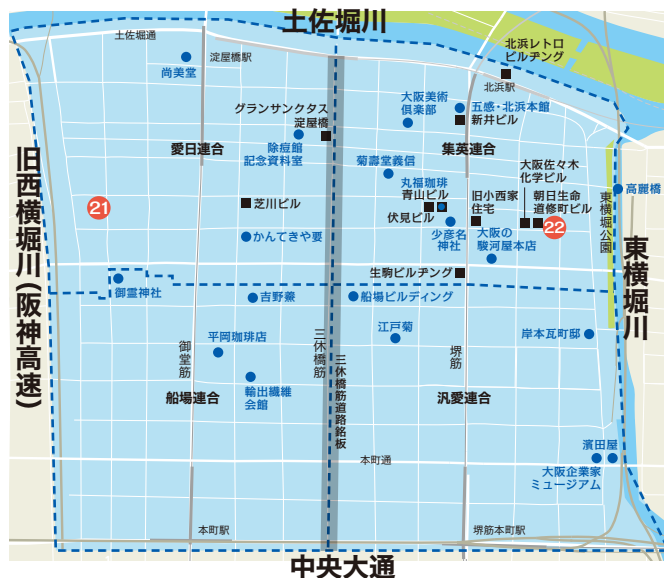 土佐堀川
土佐堀通
淀屋橋駅
尚美堂
北浜レトロ
ビルヂング
北浜駅
グランサンクタス
淀屋橋
大阪美術
倶楽部
五感・北浜本館
新井ビル
愛日連合
除痘館
記念資料室
集英連合
菊壽堂義信
大阪佐々木
化学ビル
丸福珈琲
青山ビル
旧小西家
住宅
朝日生命
道修町ビル
高麗橋
東横堀公園
旧西横堀川(阪神高速)
21
芝川ビル
伏見ビル
22
少彦名
神社
大阪の
駿河屋本店
東横堀川
かんてきや要
生駒ビルヂング
御霊神社
吉野鯗
船場ビルディング
平岡珈琲店
御堂筋
三休橋筋
三休橋筋道路銘板
江戸菊
堺筋
岸本瓦町邸
輸出繊維
会館
船場連合
汎愛連合
本町通
濱田屋
大阪企業家
ミュージアム
本町駅
堺筋本町駅
中央大通